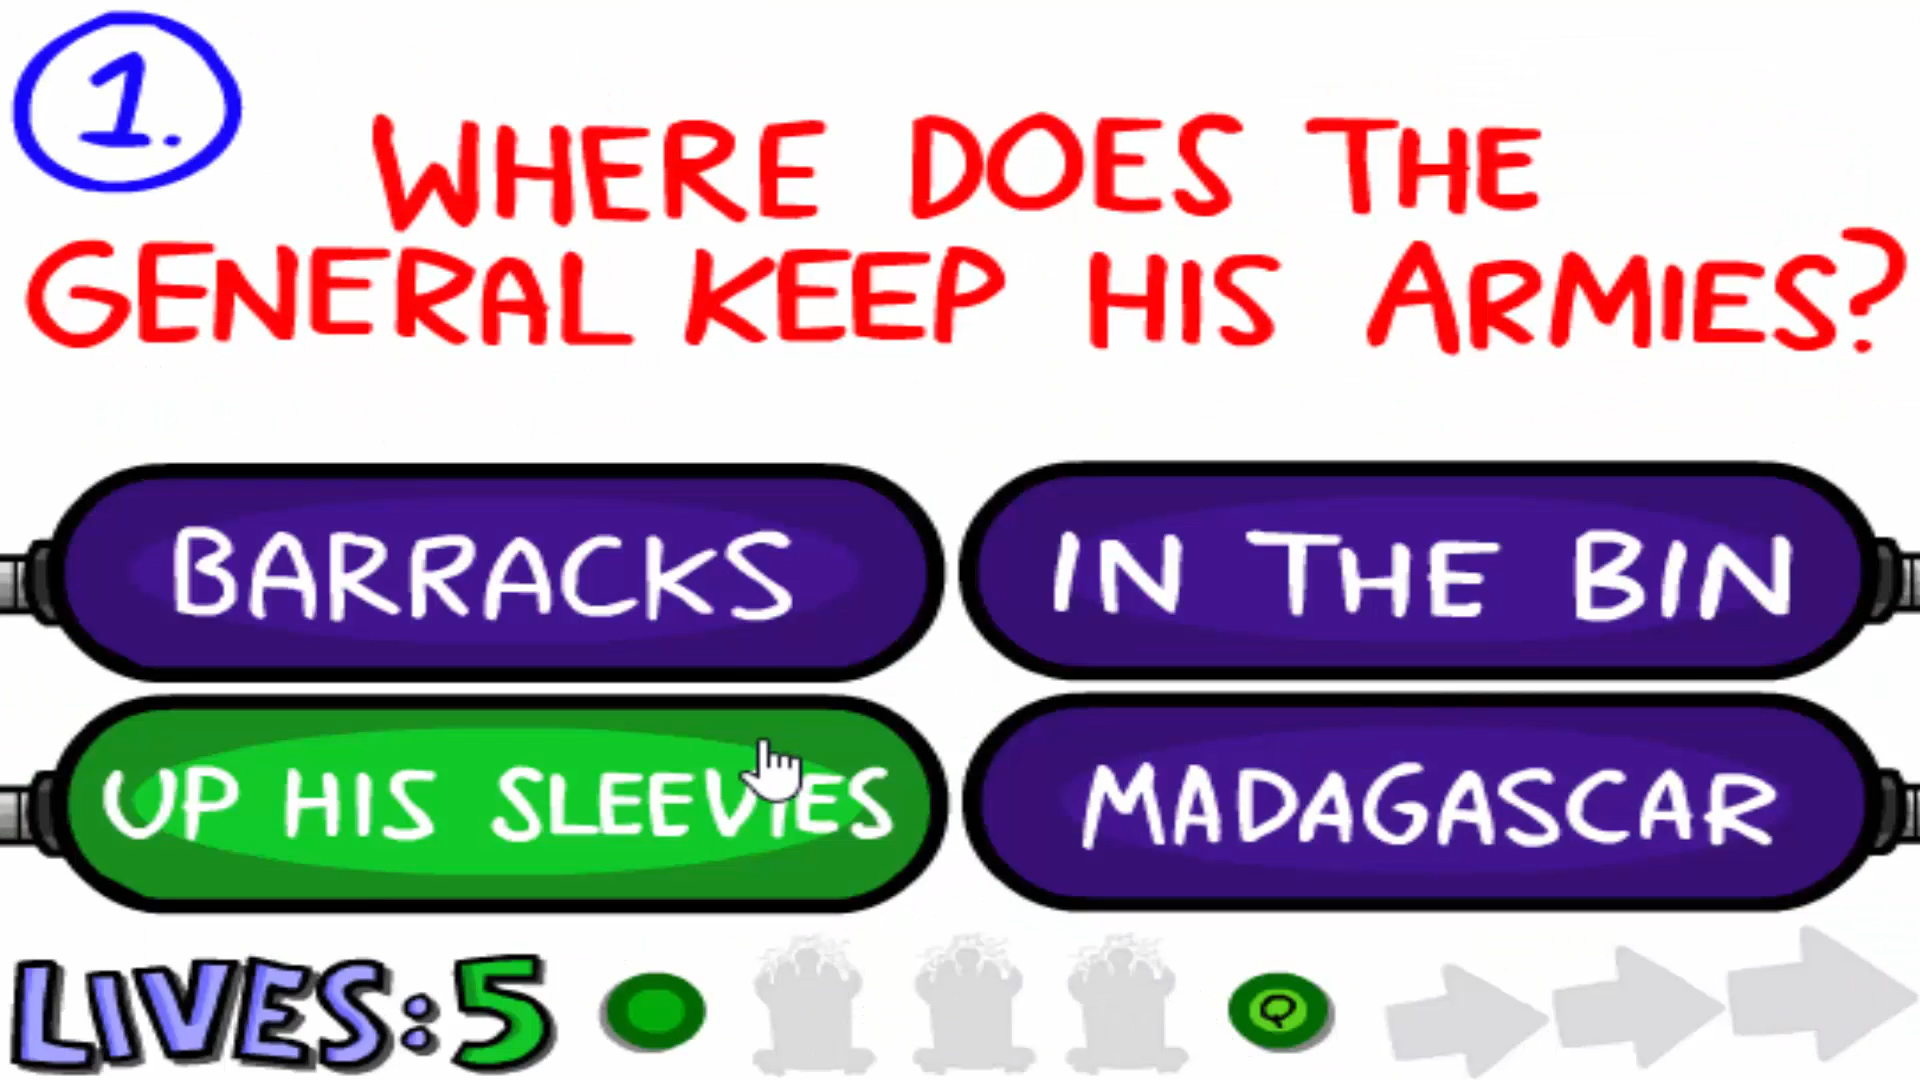 1.
WHERE DOES THE
GENERAL KEEP HIS ARMIES?
BARRACKS
IN THE BIN
UP HIS SLEEVIES
MADAGASCAR
LIVES:5
Q